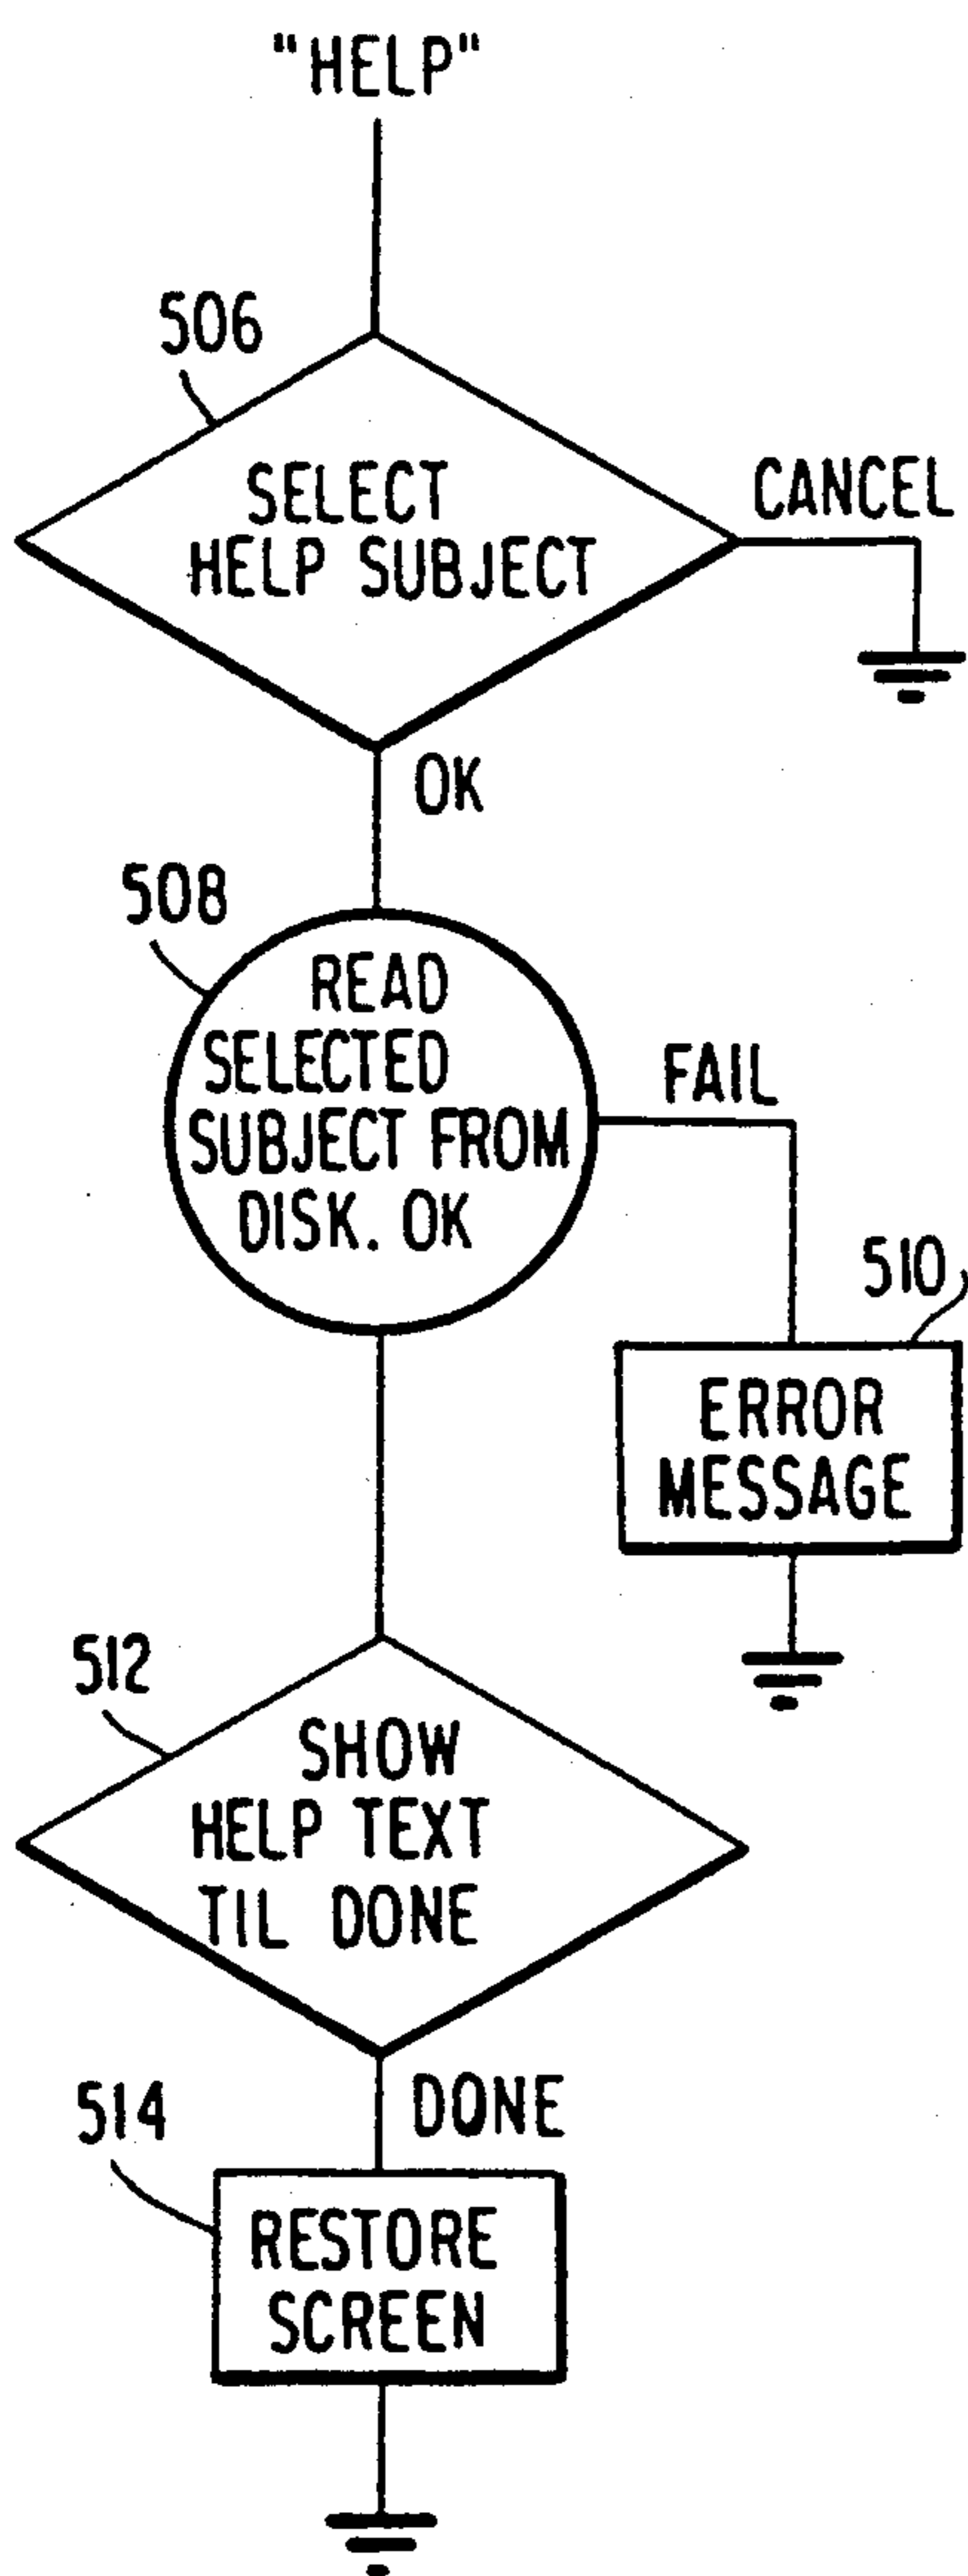 "HELP"
506
SELECT
HELP SUBJECT
CANCEL
OK
508
READ
SELECTED
SUBJECT FROM
DISK. OK
FAIL
510
ERROR
MESSAGE
512
SHOW
HELP TEXT
TIL DONE
DONE
514
RESTORE
SCREEN